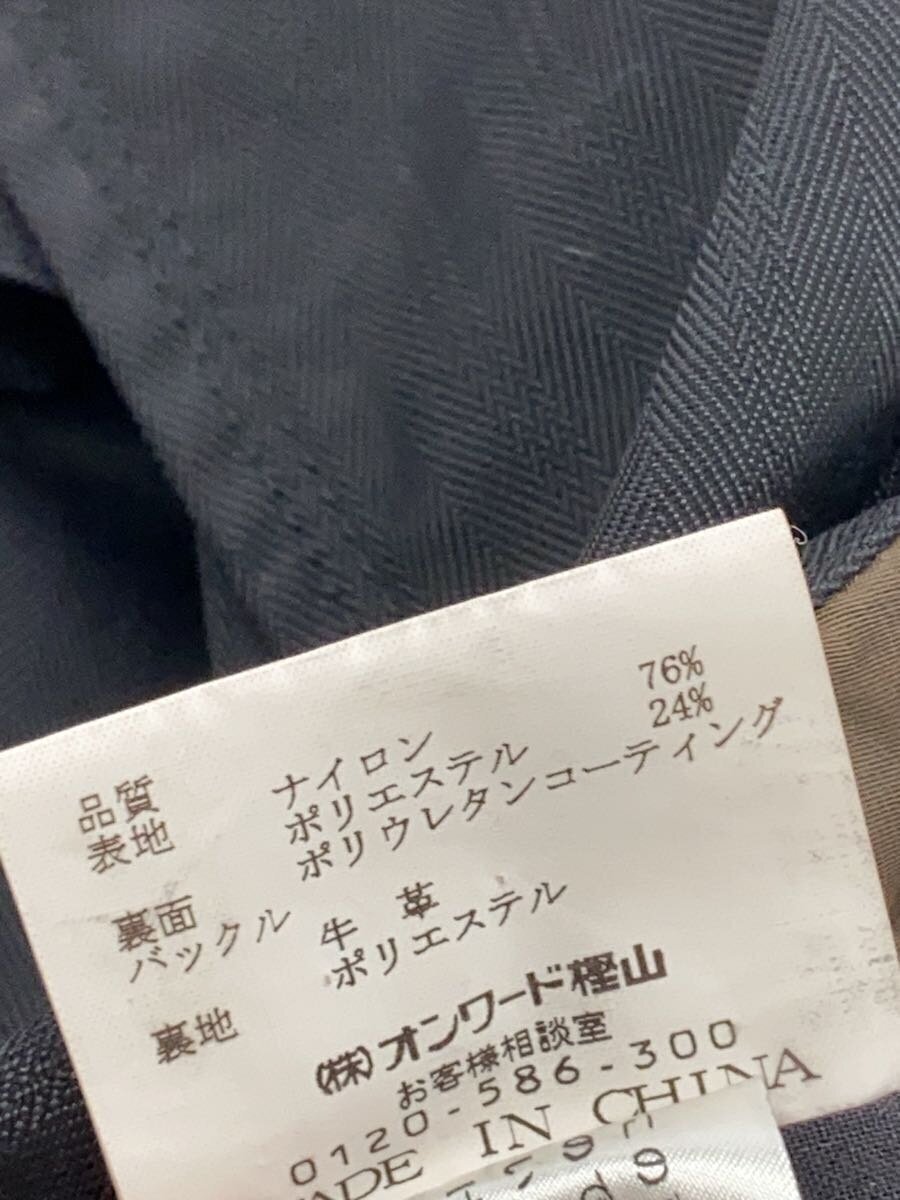 品質
表地 ナイロン 76%
ポリエステル 24%
裏面 ポリウレタンコーティング
バックル 牛 革
裏地 ポリエステル
(株)オンワード樫山
お客様相談室
0120-586-300
MADE IN CHINA